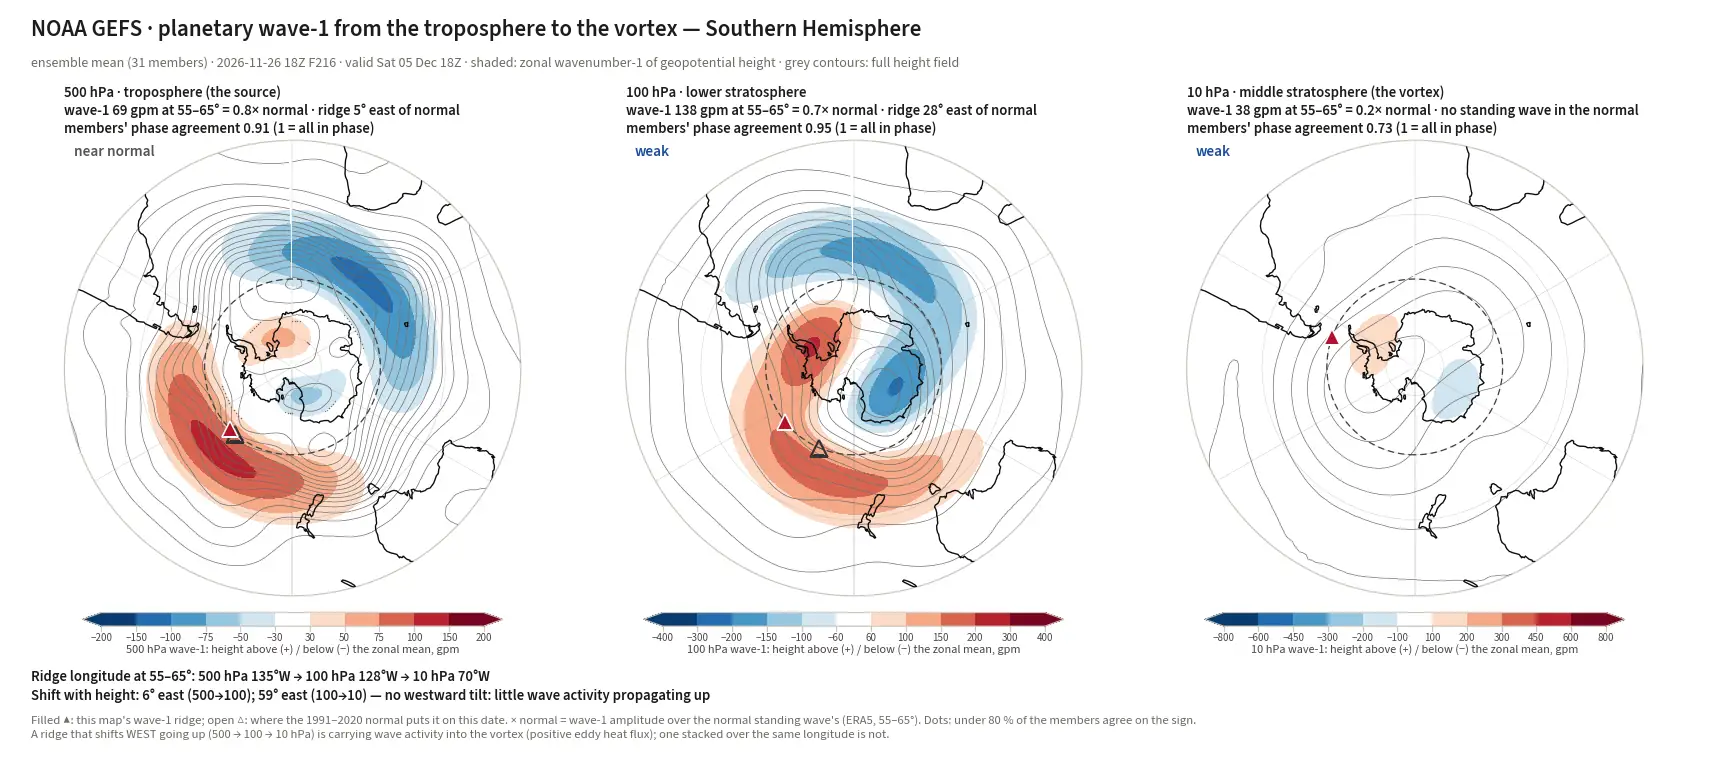 NOAA GEFS · planetary wave-1 from the troposphere to the vortex — Southern Hemisphere
ensemble mean (31 members) · 2026-11-26 18Z F216 · valid Sat 05 Dec 18Z · shaded: zonal wavenumber-1 of geopotential height · grey contours: full height field
500 hPa · troposphere (the source)
wave-1 69 gpm at 55–65° = 0.8× normal · ridge 5° east of normal
members' phase agreement 0.91 (1 = all in phase)
near normal
100 hPa · lower stratosphere
wave-1 138 gpm at 55–65° = 0.7× normal · ridge 28° east of normal
members' phase agreement 0.95 (1 = all in phase)
weak
10 hPa · middle stratosphere (the vortex)
wave-1 38 gpm at 55–65° = 0.2× normal · no standing wave in the normal
members' phase agreement 0.73 (1 = all in phase)
weak
−200 −150 −100 −75 −50 −30 30 50 75 100 150 200
500 hPa wave-1: height above (+) / below (−) the zonal mean, gpm
−400 −300 −200 −150 −100 −60 60 100 150 200 300 400
100 hPa wave-1: height above (+) / below (−) the zonal mean, gpm
−800 −600 −450 −300 −200 −100 100 200 300 450 600 800
10 hPa wave-1: height above (+) / below (−) the zonal mean, gpm
Ridge longitude at 55–65°: 500 hPa 135°W → 100 hPa 128°W → 10 hPa 70°W
Shift with height: 6° east (500→100); 59° east (100→10) — no westward tilt: little wave activity propagating up
Filled ▲: this map's wave-1 ridge; open △: where the 1991–2020 normal puts it on this date. × normal = wave-1 amplitude over the normal standing wave's (ERA5, 55–65°). Dots: under 80 % of the members agree on the sign.
A ridge that shifts WEST going up (500 → 100 → 10 hPa) is carrying wave activity into the vortex (positive eddy heat flux); one stacked over the same longitude is not.